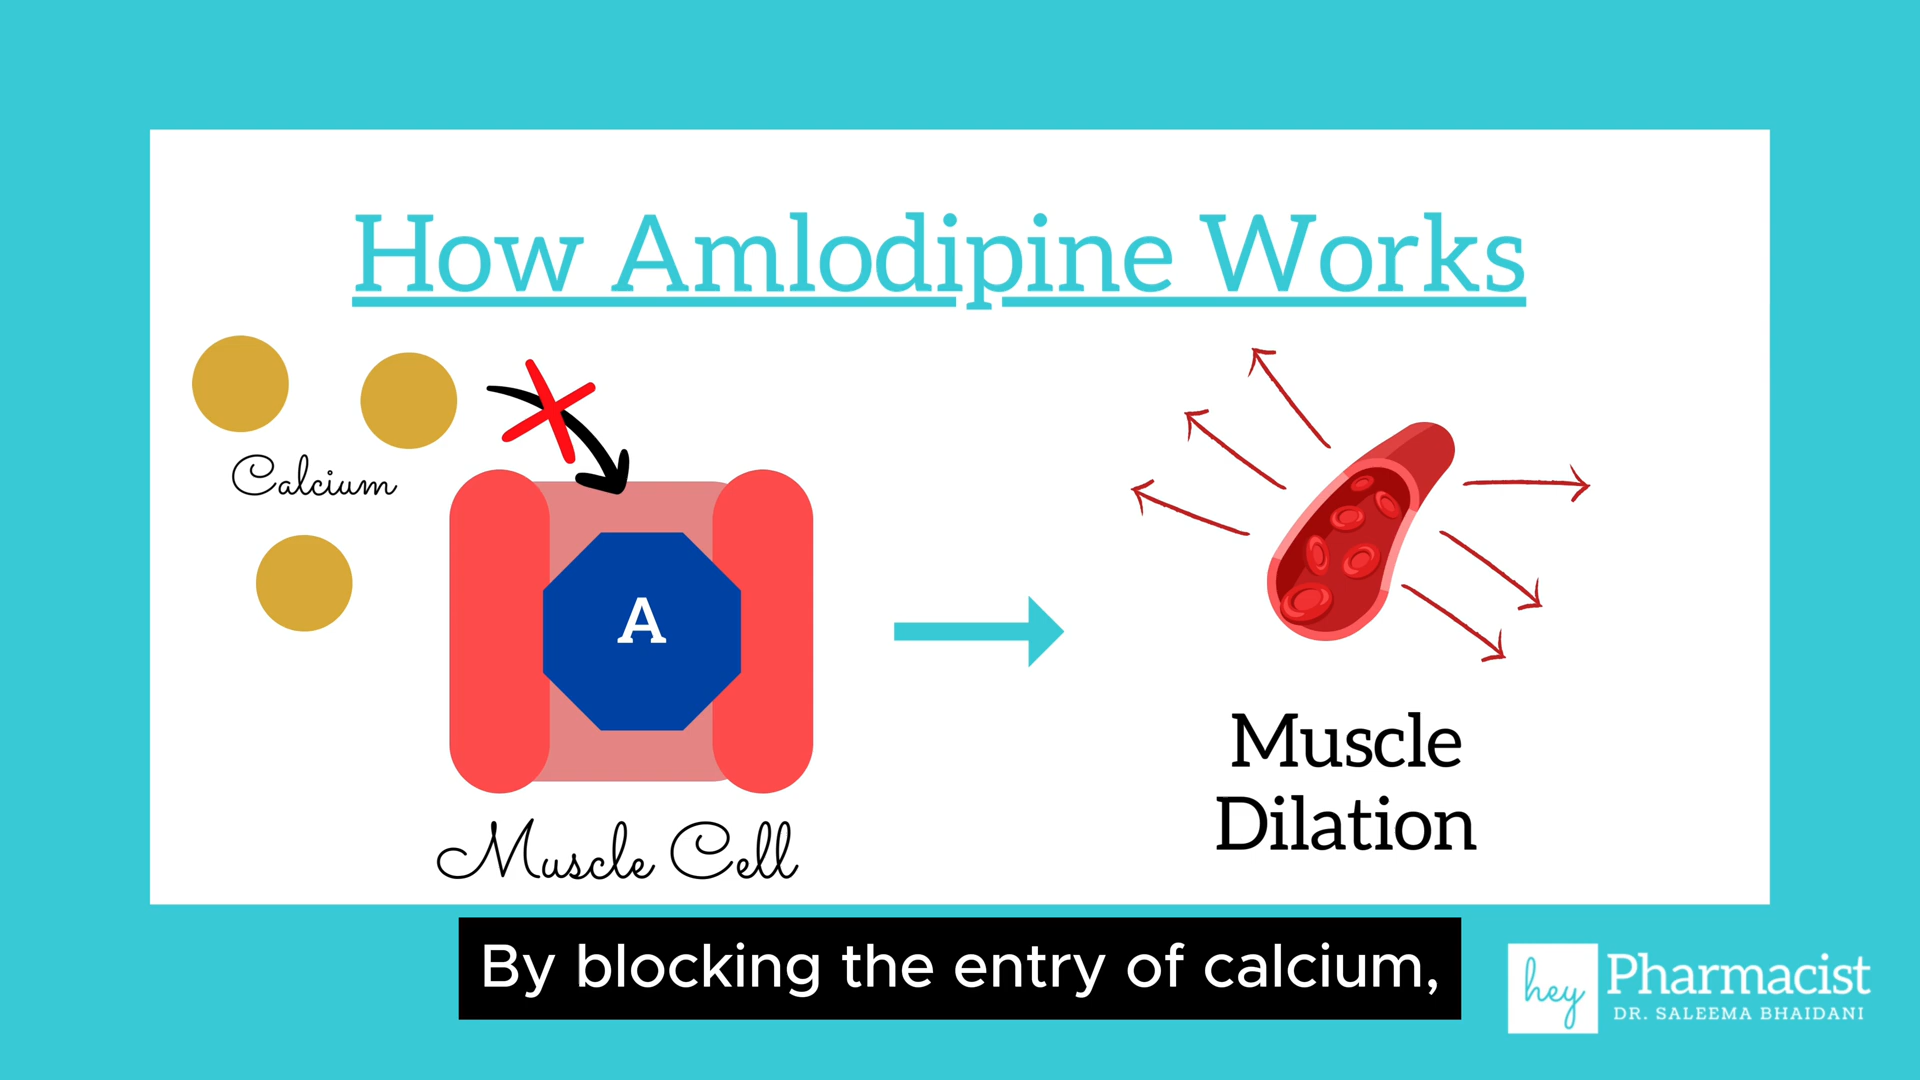 How Amlodipine Works
Calcium
A
Muscle Cell
Muscle
Dilation
By blocking the entry of calcium,
hey
Pharmacist
DR. SALEEMA BHAIDANI